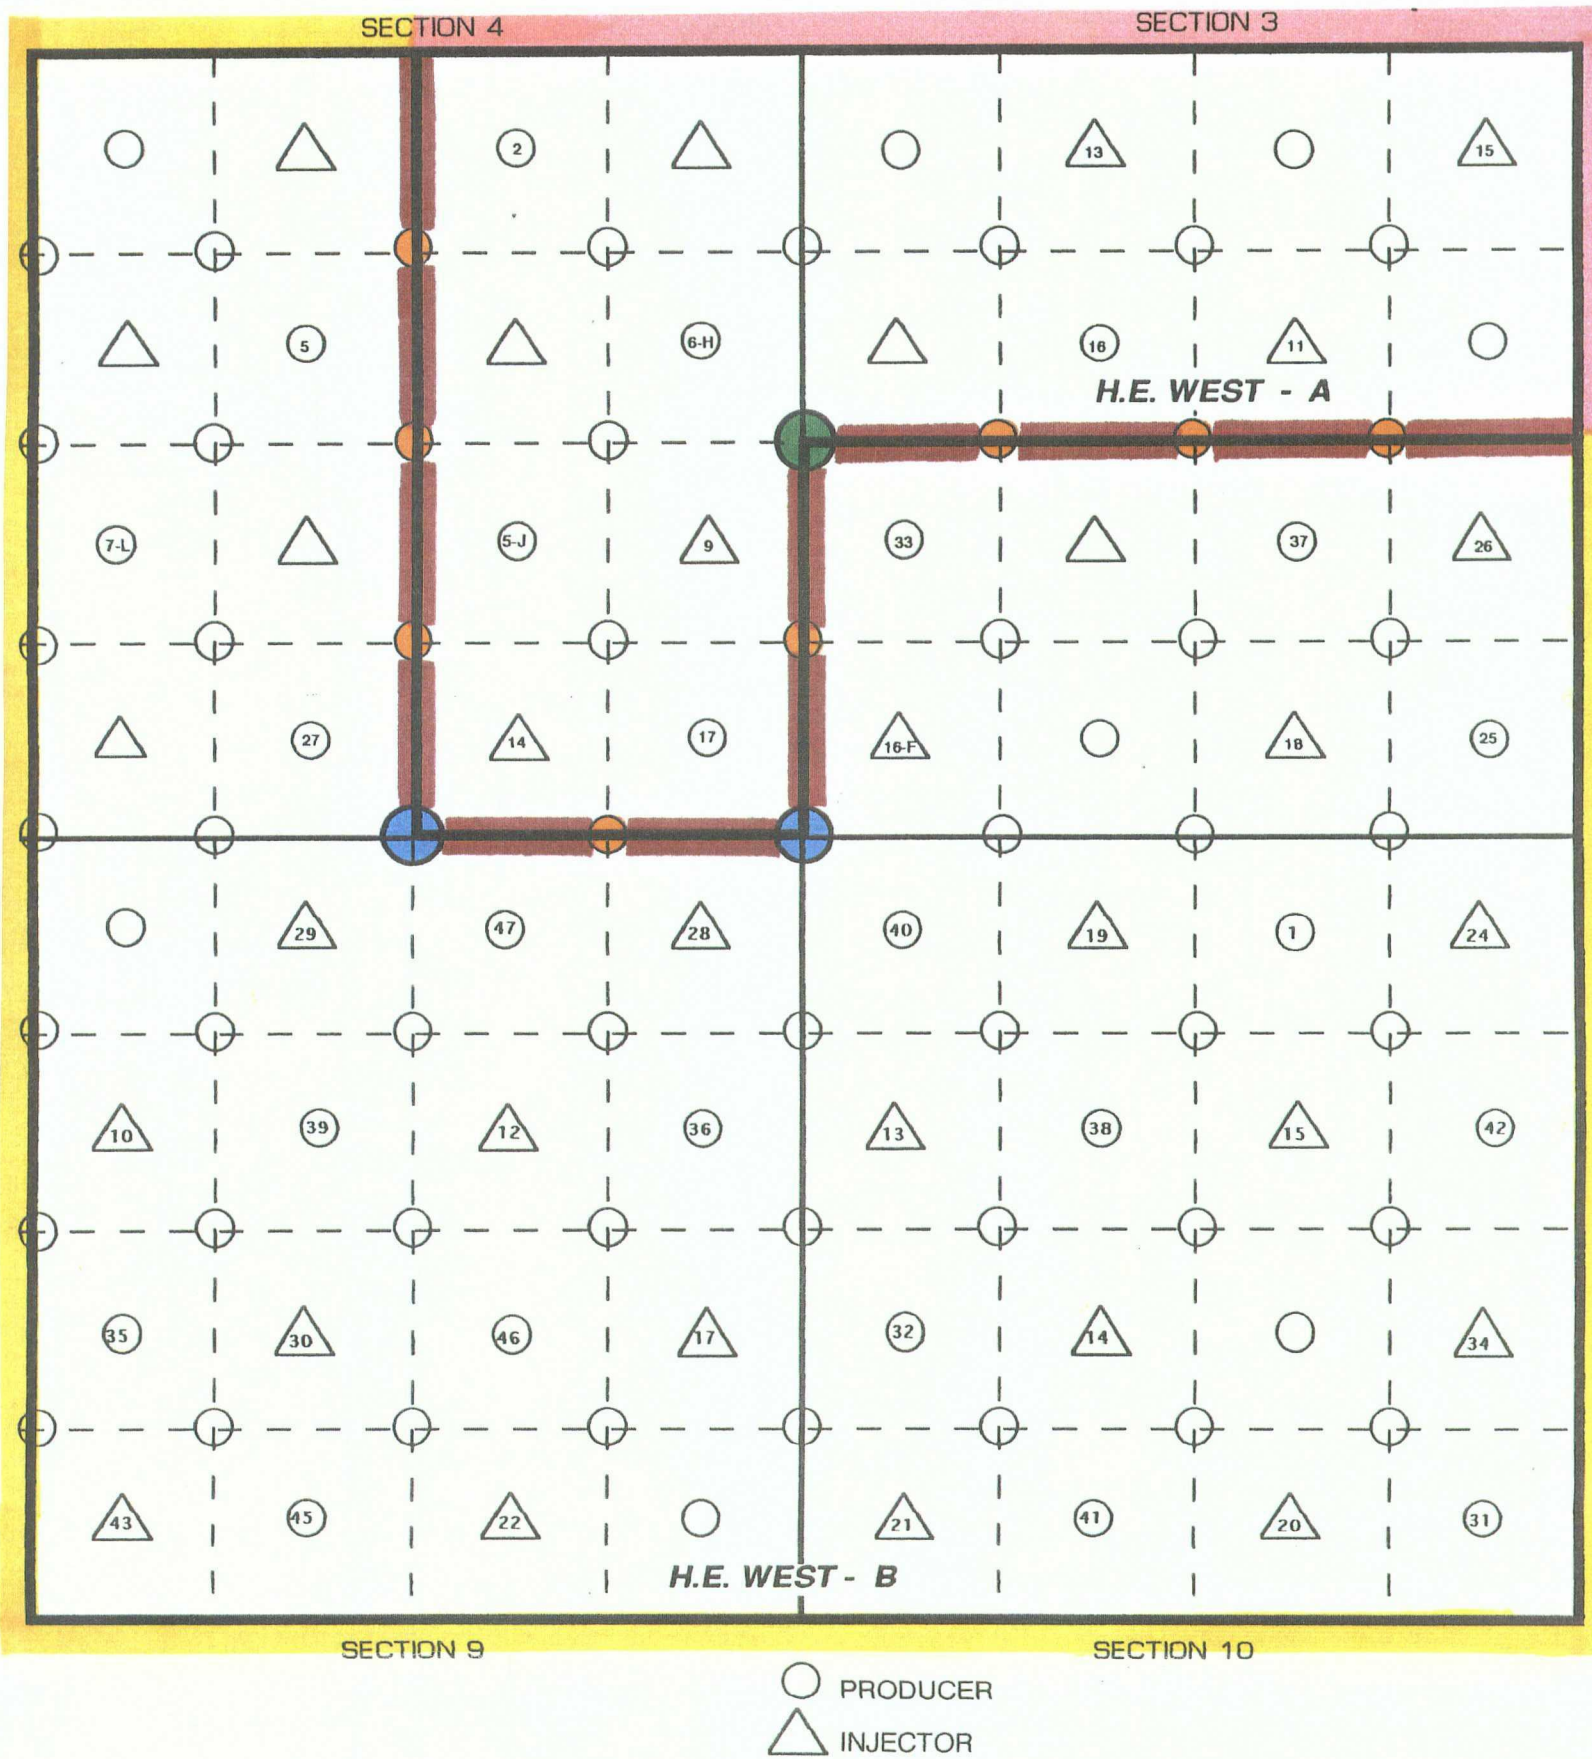 SECTION 4 SECTION 3
2 13 15
5 6-H 16 11
H.E. WEST - A
7-L 5-J 9 33 37 26
27 14 17 16-F 18 25
29 47 28 40 19 1 24
10 39 12 36 13 38 15 42
35 30 46 17 32 14 34
43 45 22 21 41 20 31
H.E. WEST - B
SECTION 9 SECTION 10
PRODUCER
INJECTOR